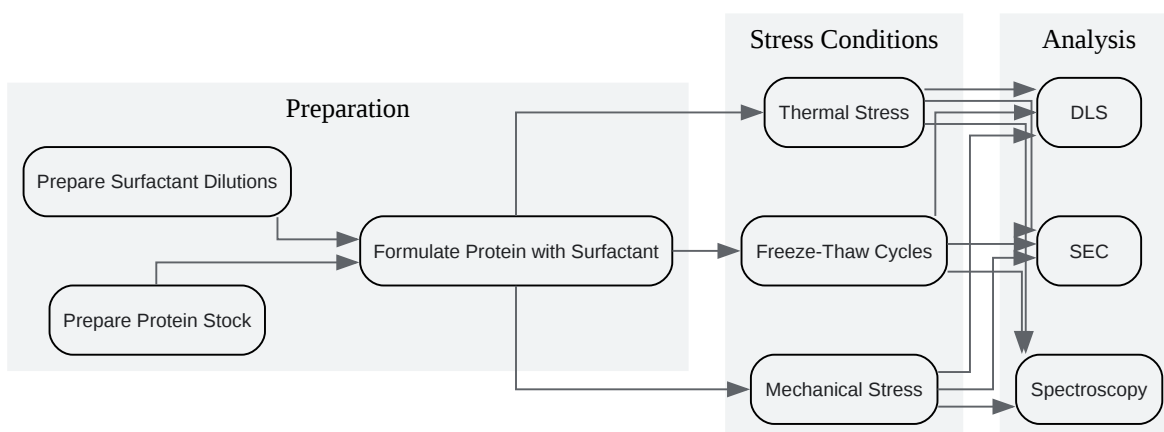 Preparation
Prepare Surfactant Dilutions
Prepare Protein Stock
Formulate Protein with Surfactant
Stress Conditions
Thermal Stress
Freeze-Thaw Cycles
Mechanical Stress
Analysis
DLS
SEC
Spectroscopy